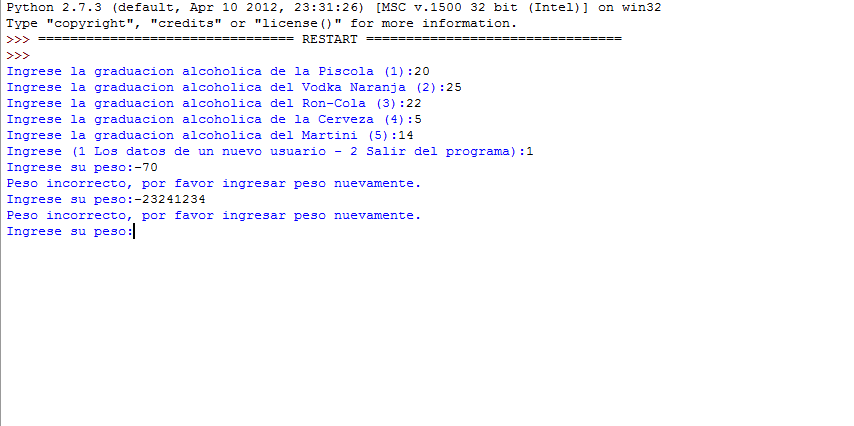 Python 2.7.3 (default, Apr 10 2012, 23:31:26) [MSC v.1500 32 bit (Intel)] on win32
Type "copyright", "credits" or "license()" for more information.
>>> ================================ RESTART ================================
>>>
Ingrese la graduacion alcoholica de la Piscola (1):20
Ingrese la graduacion alcoholica del Vodka Naranja (2):25
Ingrese la graduacion alcoholica del Ron-Cola (3):22
Ingrese la graduacion alcoholica de la Cerveza (4):5
Ingrese la graduacion alcoholica del Martini (5):14
Ingrese (1 Los datos de un nuevo usuario - 2 Salir del programa):1
Ingrese su peso:-70
Peso incorrecto, por favor ingresar peso nuevamente.
Ingrese su peso:-23241234
Peso incorrecto, por favor ingresar peso nuevamente.
Ingrese su peso: